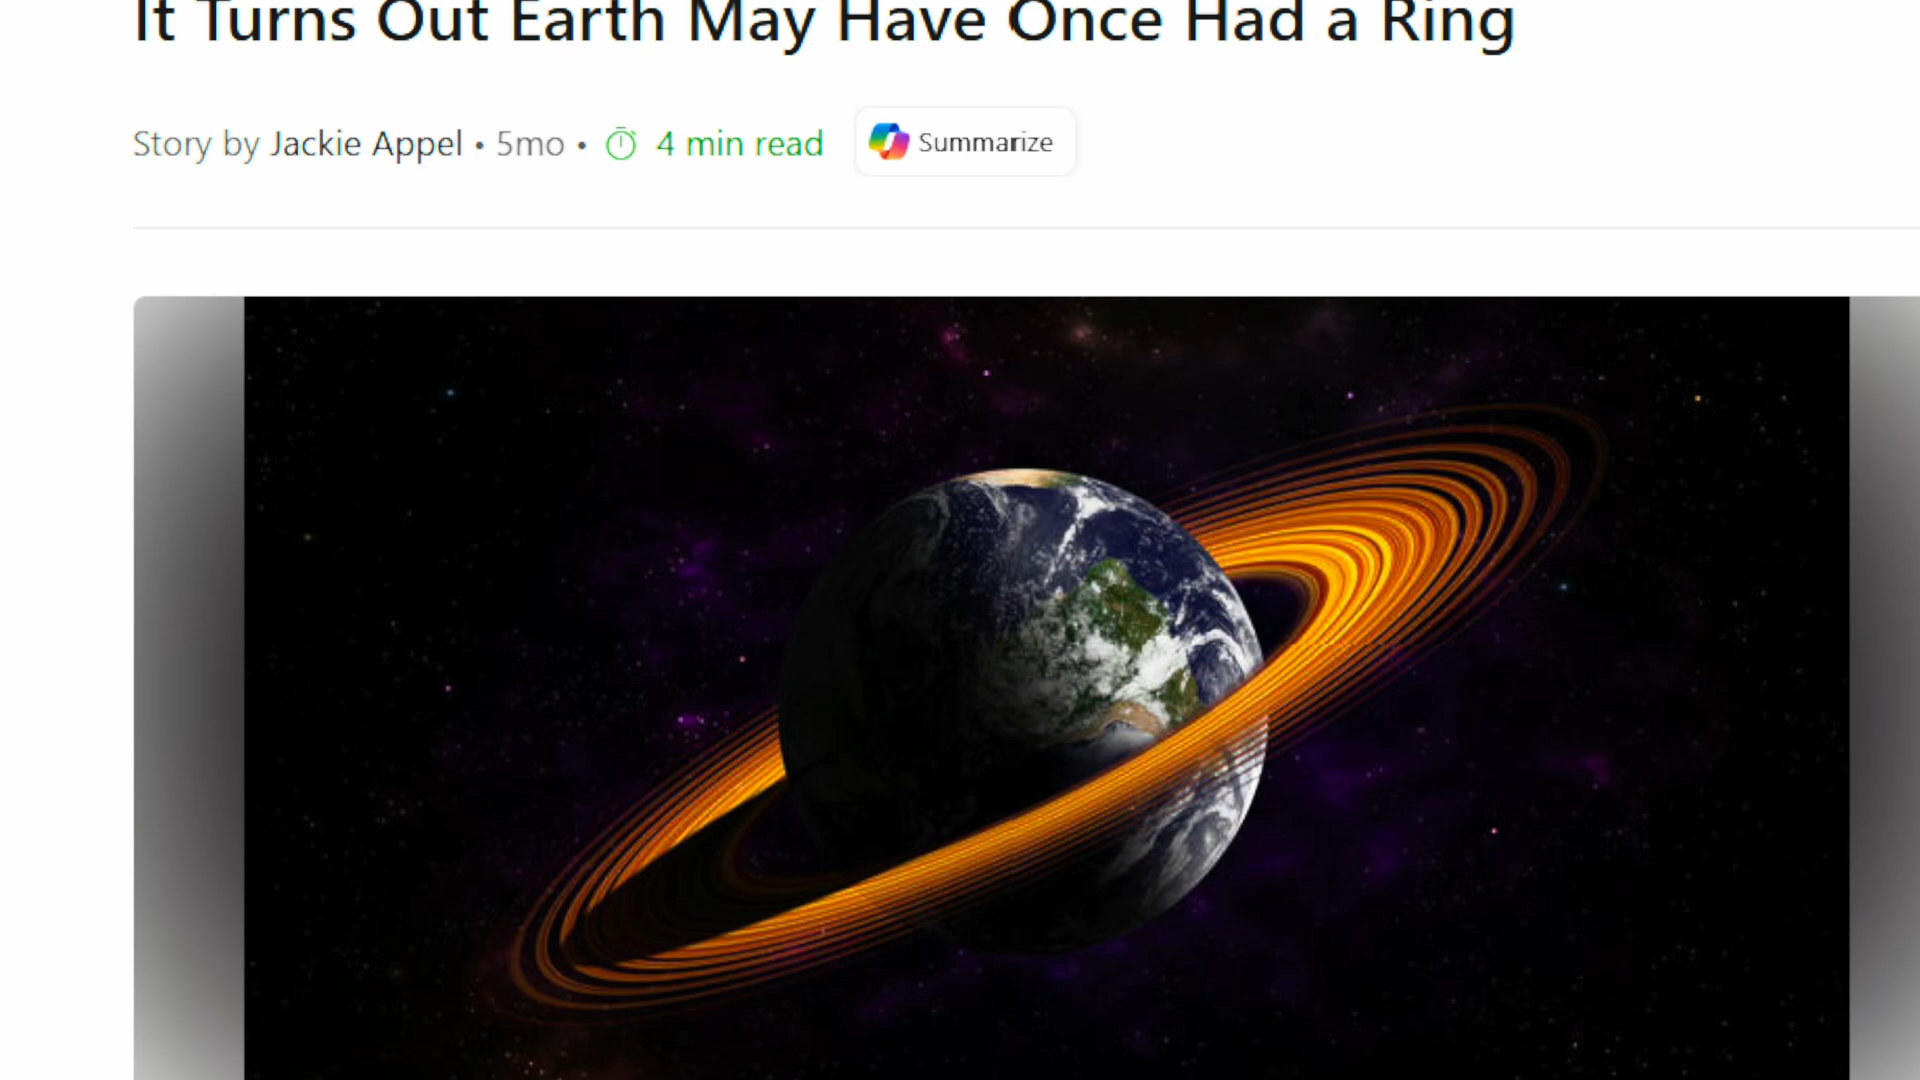 It Turns Out Earth May Have Once Had a Ring
Story by Jackie Appel • 5mo • 4 min read
Summarize